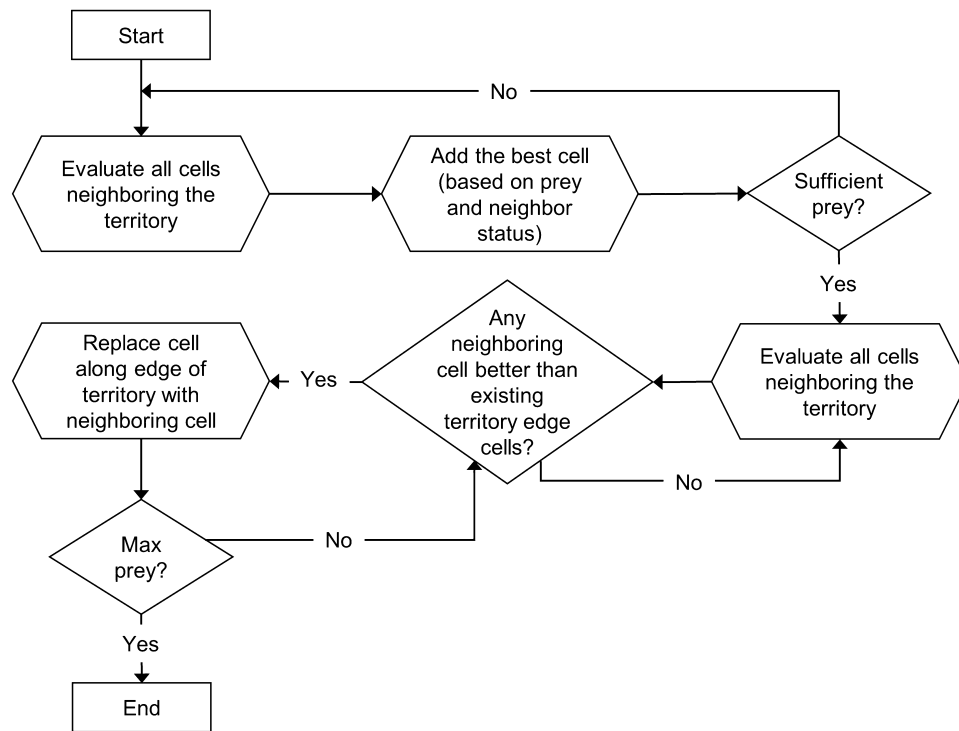 Start
No
Evaluate all cells
neighboring the
territory
Add the best cell
(based on prey
and neighbor
status)
Sufficient
prey?
Yes
Replace cell
along edge of
territory with
neighboring cell
Yes
Any
neighboring
cell better than
existing
territory edge
cells?
Evaluate all cells
neighboring the
territory
No
Max
prey?
No
Yes
End